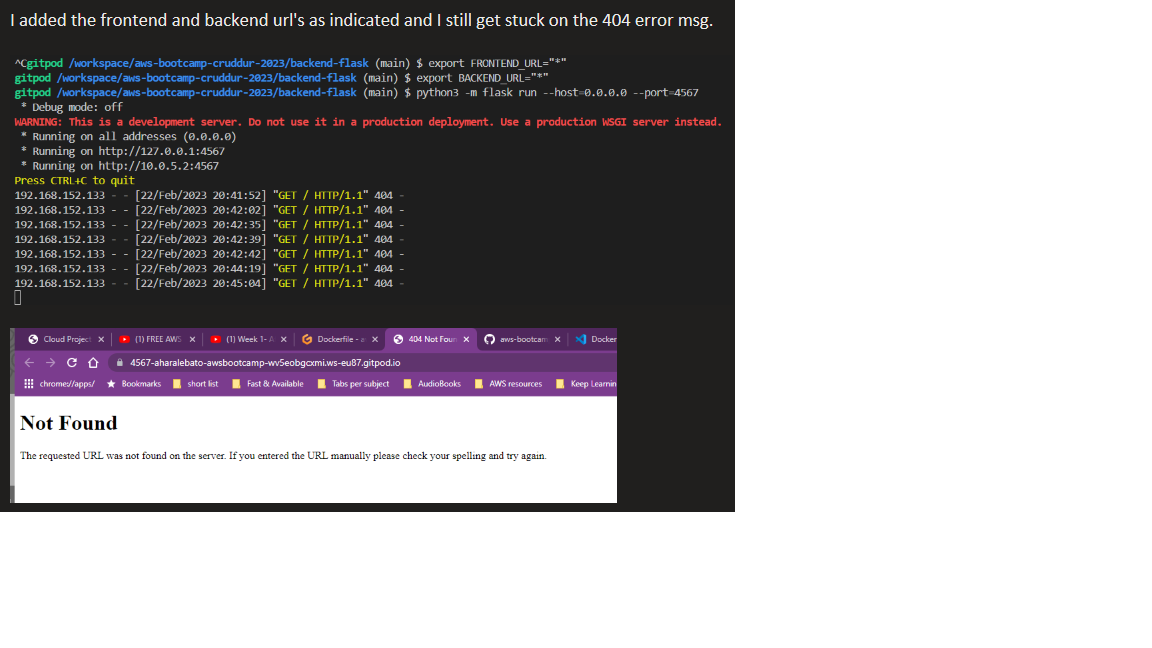 I added the frontend and backend url's as indicated and I still get stuck on the 404 error msg.
^Cgitpod /workspace/aws-bootcamp-cruddur-2023/backend-flask (main) $ export FRONTEND_URL="*"
gitpod /workspace/aws-bootcamp-cruddur-2023/backend-flask (main) $ export BACKEND_URL="*"
gitpod /workspace/aws-bootcamp-cruddur-2023/backend-flask (main) $ python3 -m flask run --host=0.0.0.0 --port=4567
* Debug mode: off
WARNING: This is a development server. Do not use it in a production deployment. Use a production WSGI server instead.
* Running on all addresses (0.0.0.0)
* Running on http://127.0.0.1:4567
* Running on http://10.0.5.2:4567
Press CTRL+C to quit
192.168.152.133 - - [22/Feb/2023 20:41:52] "GET / HTTP/1.1" 404 -
192.168.152.133 - - [22/Feb/2023 20:42:02] "GET / HTTP/1.1" 404 -
192.168.152.133 - - [22/Feb/2023 20:42:35] "GET / HTTP/1.1" 404 -
192.168.152.133 - - [22/Feb/2023 20:42:39] "GET / HTTP/1.1" 404 -
192.168.152.133 - - [22/Feb/2023 20:42:42] "GET / HTTP/1.1" 404 -
192.168.152.133 - - [22/Feb/2023 20:44:19] "GET / HTTP/1.1" 404 -
192.168.152.133 - - [22/Feb/2023 20:45:04] "GET / HTTP/1.1" 404 -
Cloud Project (1) FREE AWS (1) Week 1- A Dockerfile - a 404 Not Foun aws-bootcam Docker
4567-aharalebato-awsbootcamp-wv5eobgcxmi.ws-eu87.gitpod.io
chrome//apps/ Bookmarks short list Fast & Available Tabs per subject AudioBooks AWS resources Keep Learnin
Not Found
The requested URL was not found on the server. If you entered the URL manually please check your spelling and try again.